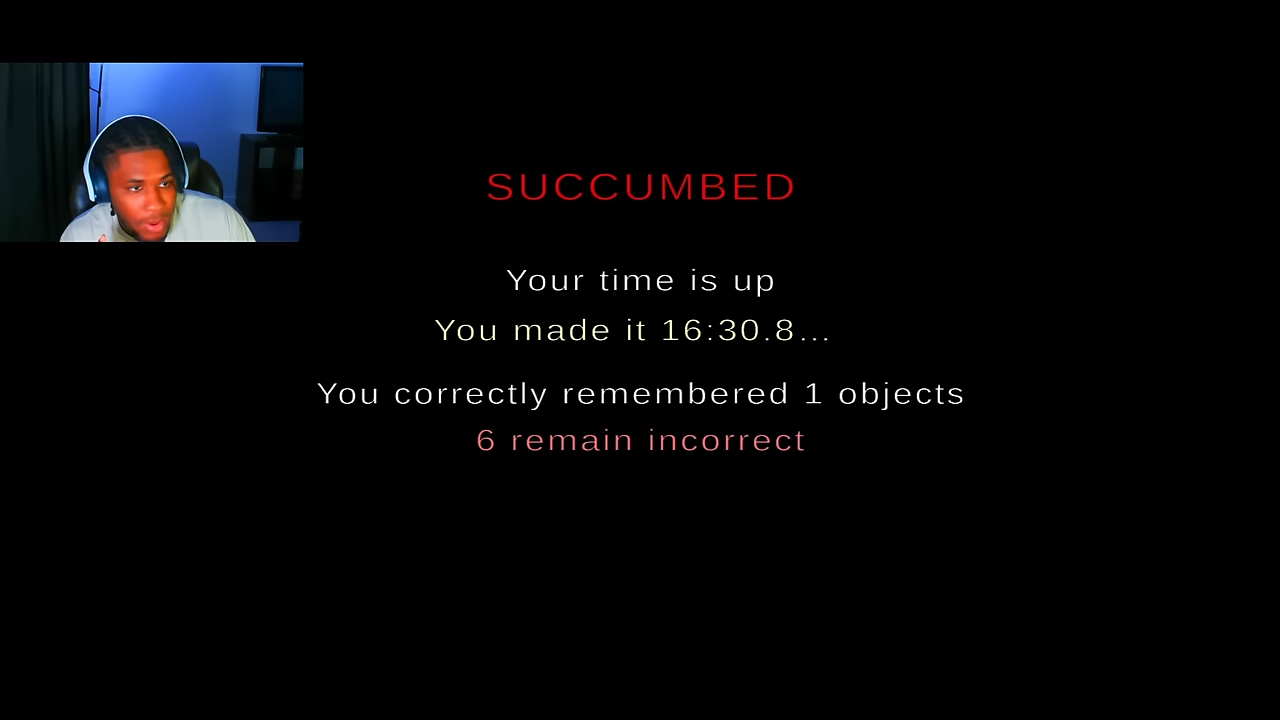 SUCCUMBED
Your time is up
You made it 16:30.8...
You correctly remembered 1 objects
6 remain incorrect